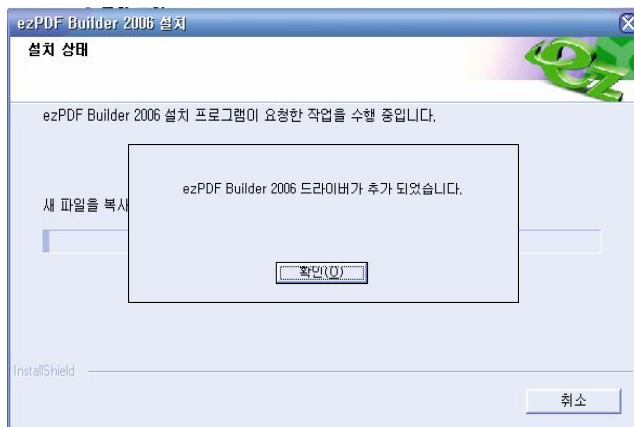 ezPDF Builder 2006 설치
설치 상태
ez
ezPDF Builder 2006 설치 프로그램이 요청한 작업을 수행 중입니다.
ezPDF Builder 2006 드라이버가 추가 되었습니다.
새 파일을 복사
확인(O)
InstallShield
취소